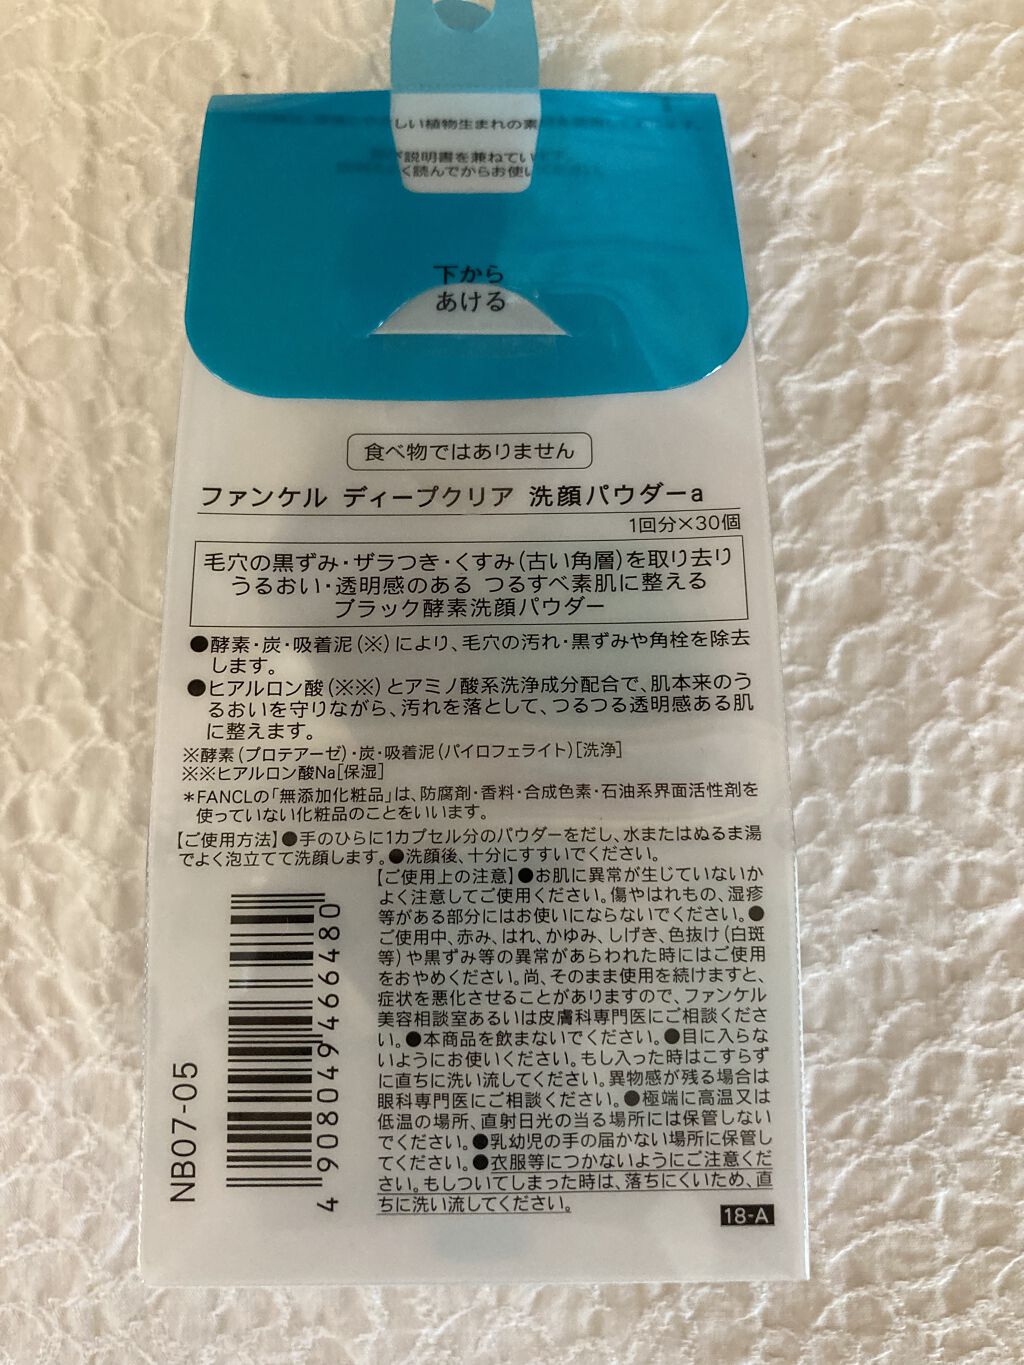 しい植物生まれの素
説明書を兼ねてい
く読んでからお使い
下から
あける
食べ物ではありません
ファンケル ディープクリア 洗顔パウダーa
1回分×30個
毛穴の黒ずみ・ザラつき・くすみ(古い角層)を取り去り
うるおい・透明感のある つるすべ素肌に整える
ブラック酵素洗顔パウダー
●酵素・炭・吸着泥(※)により、毛穴の汚れ・黒ずみや角栓を除去
します。
●ヒアルロン酸(※※)とアミノ酸系洗浄成分配合で、肌本来のう
るおいを守りながら、汚れを落として、つるつる透明感ある肌
に整えます。
※酵素(プロテアーゼ)・炭・吸着泥(パイロフェライト)[洗浄]
※※ヒアルロン酸Na[保湿]
＊FANCLの「無添加化粧品」は、防腐剤・香料・合成色素・石油系界面活性剤を
使っていない化粧品のことをいいます。
【ご使用方法】●手のひらに1カプセル分のパウダーをだし、水またはぬるま湯
でよく泡立てて洗顔します。●洗顔後、十分にすすいでください。
【ご使用上の注意】●お肌に異常が生じていないか
よく注意してご使用ください。傷やはれもの、湿疹
等がある部分にはお使いにならないでください。●
ご使用中、赤み、はれ、かゆみ、しげき、色抜け(白斑
等)や黒ずみ等の異常があらわれた時にはご使用
をおやめください。尚、そのまま使用を続けますと、
症状を悪化させることがありますので、ファンケル
美容相談室あるいは皮膚科専門医にご相談くださ
い。●本商品を飲まないでください。●目に入らな
いようにお使いください。もし入った時はこすらず
に直ちに洗い流してください。異物感が残る場合は
眼科専門医にご相談ください。●極端に高温又は
低温の場所、直射日光の当る場所には保管しない
でください。●乳幼児の手の届かない場所に保管し
てください。●衣服等につかないようにご注意くだ
さい。もしついてしまった時は、落ちにくいため、直
ちに洗い流してください。
4908049466480
NB07-05
18-A